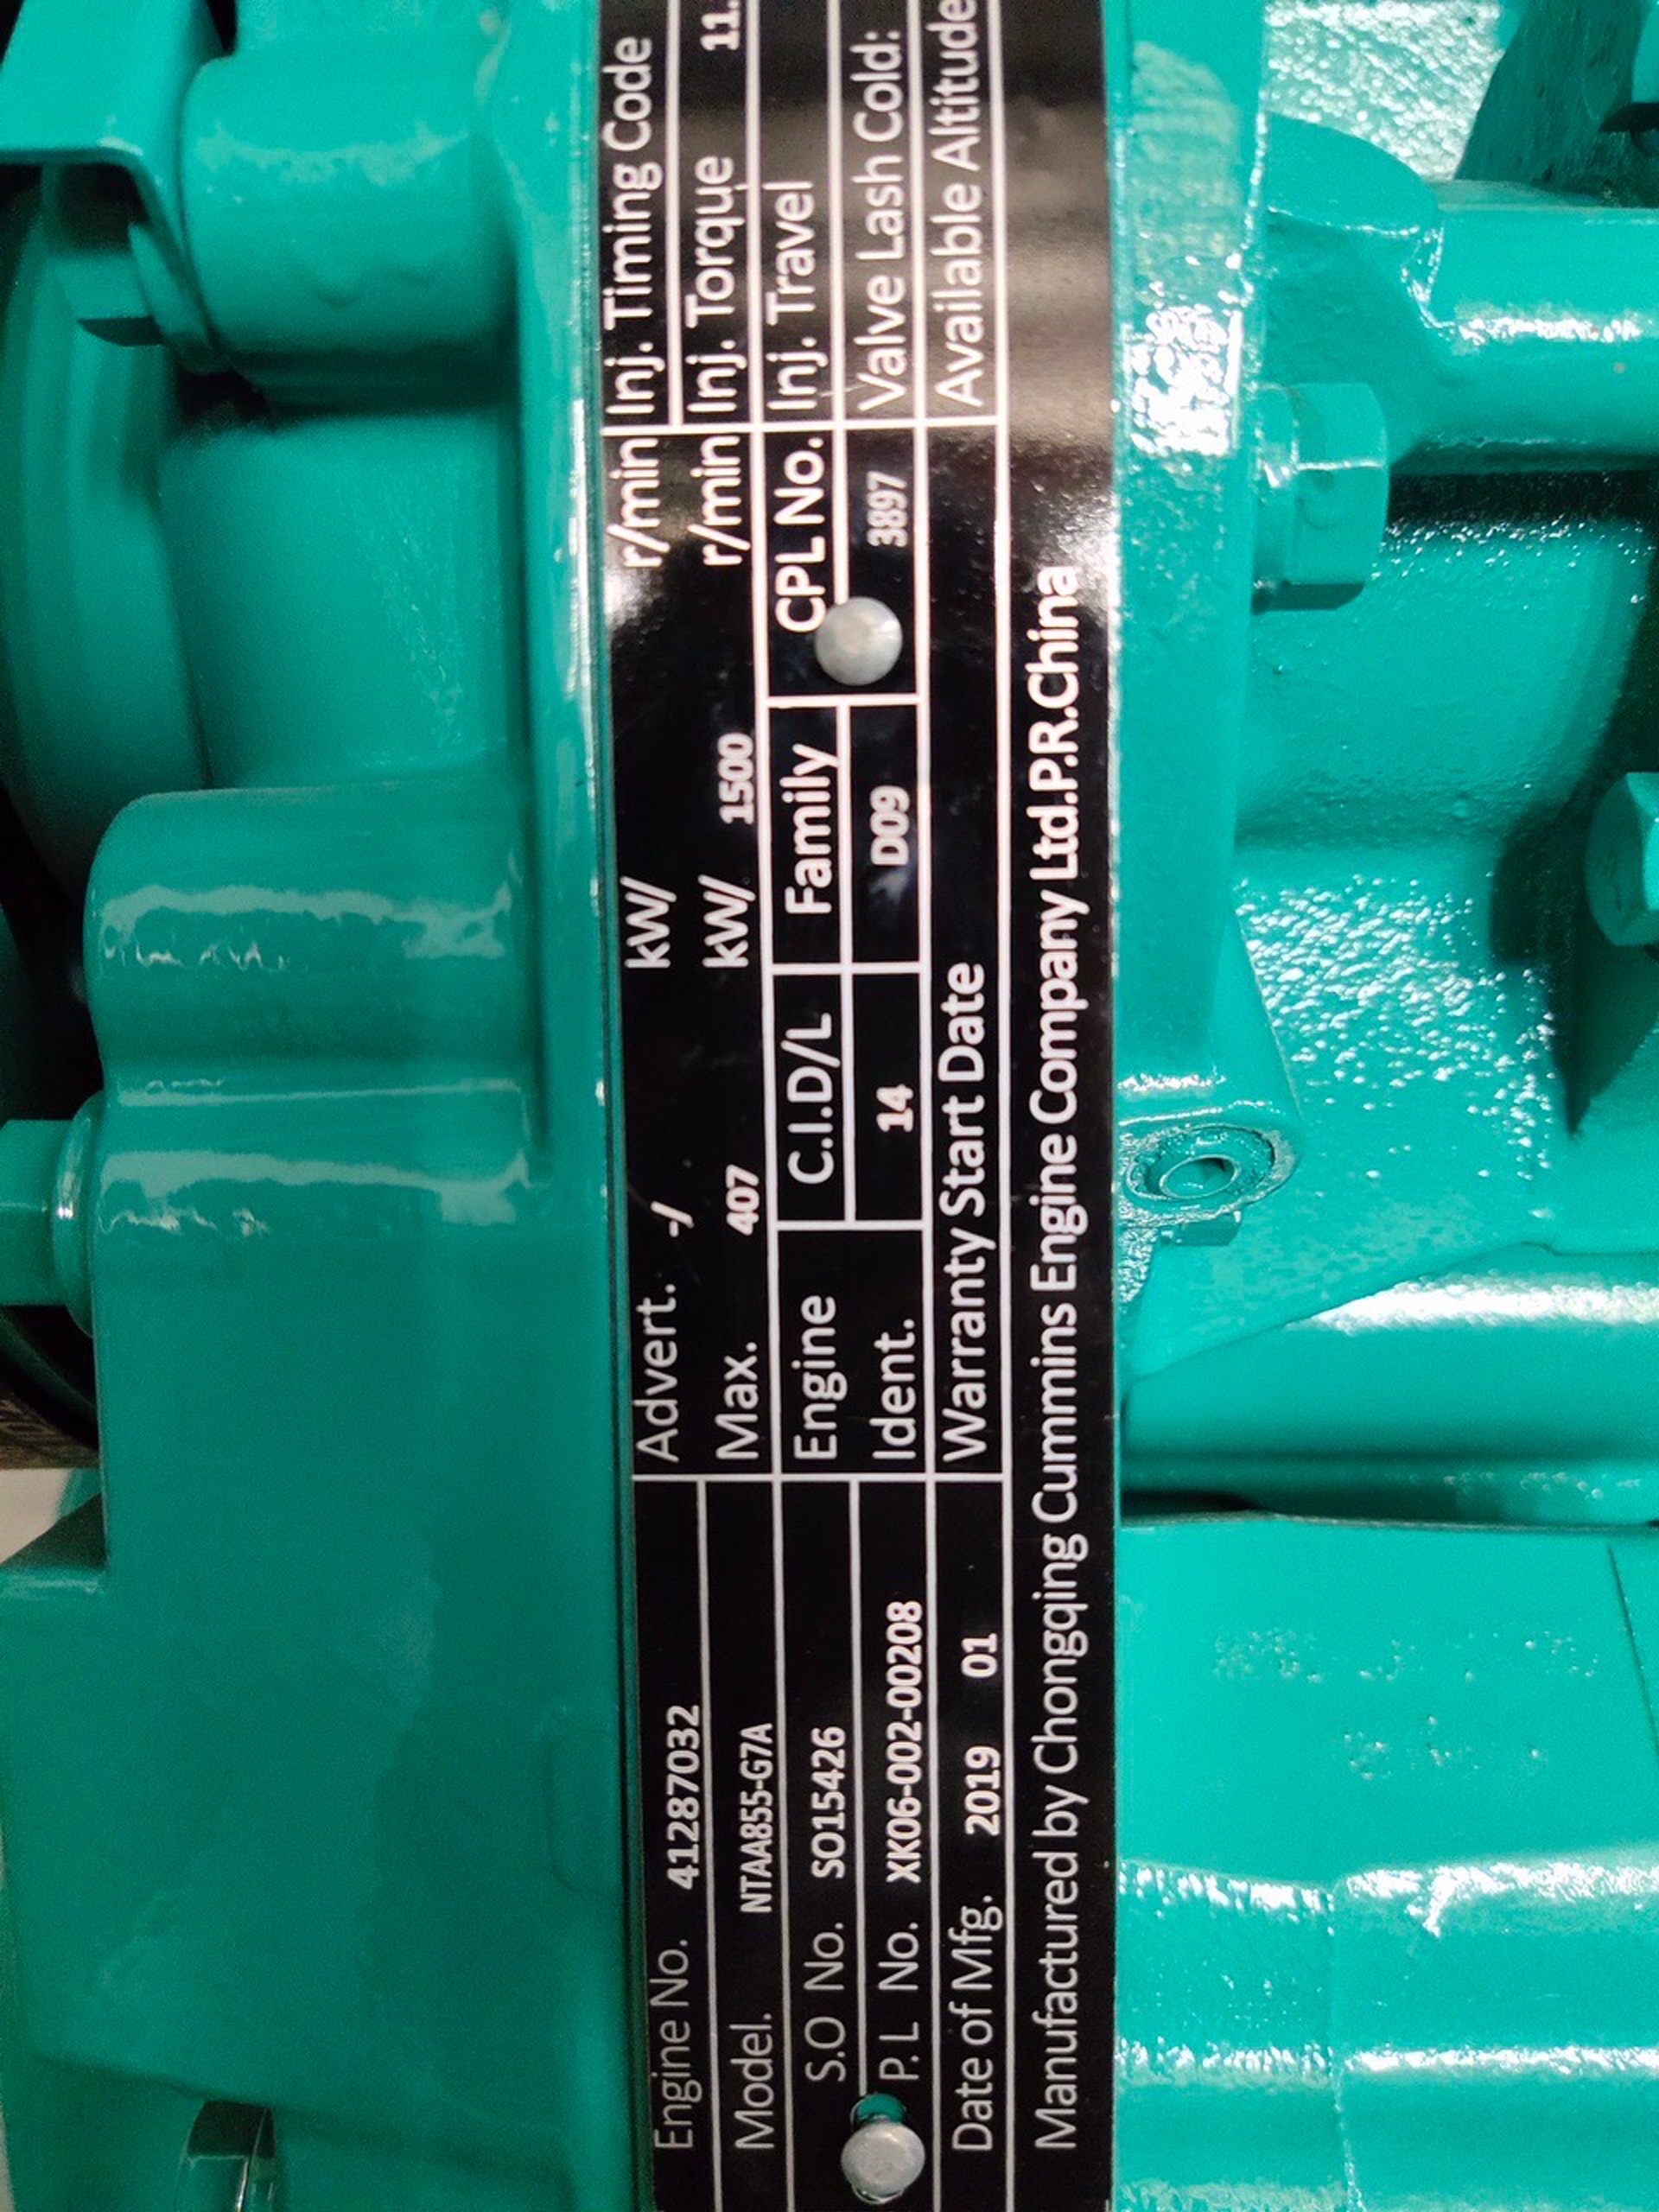 Engine No. 41287032
Model. NTAA855-G7A
S.O No. SO15426
P.L No. XK06-002-00208
Date of Mfg. 2019 01
Advert. -/ kW/ r/min
Max. 407 kW/ 1500 r/min
Engine Ident.
C.I.D/L
14
Family
D09
CPL No.
3897
Warranty Start Date
Inj. Timing Code
Inj. Torque 11.
Inj. Travel
Valve Lash Cold:
Available Altitude
Manufactured by Chongqing Cummins Engine Company Ltd.P.R.China